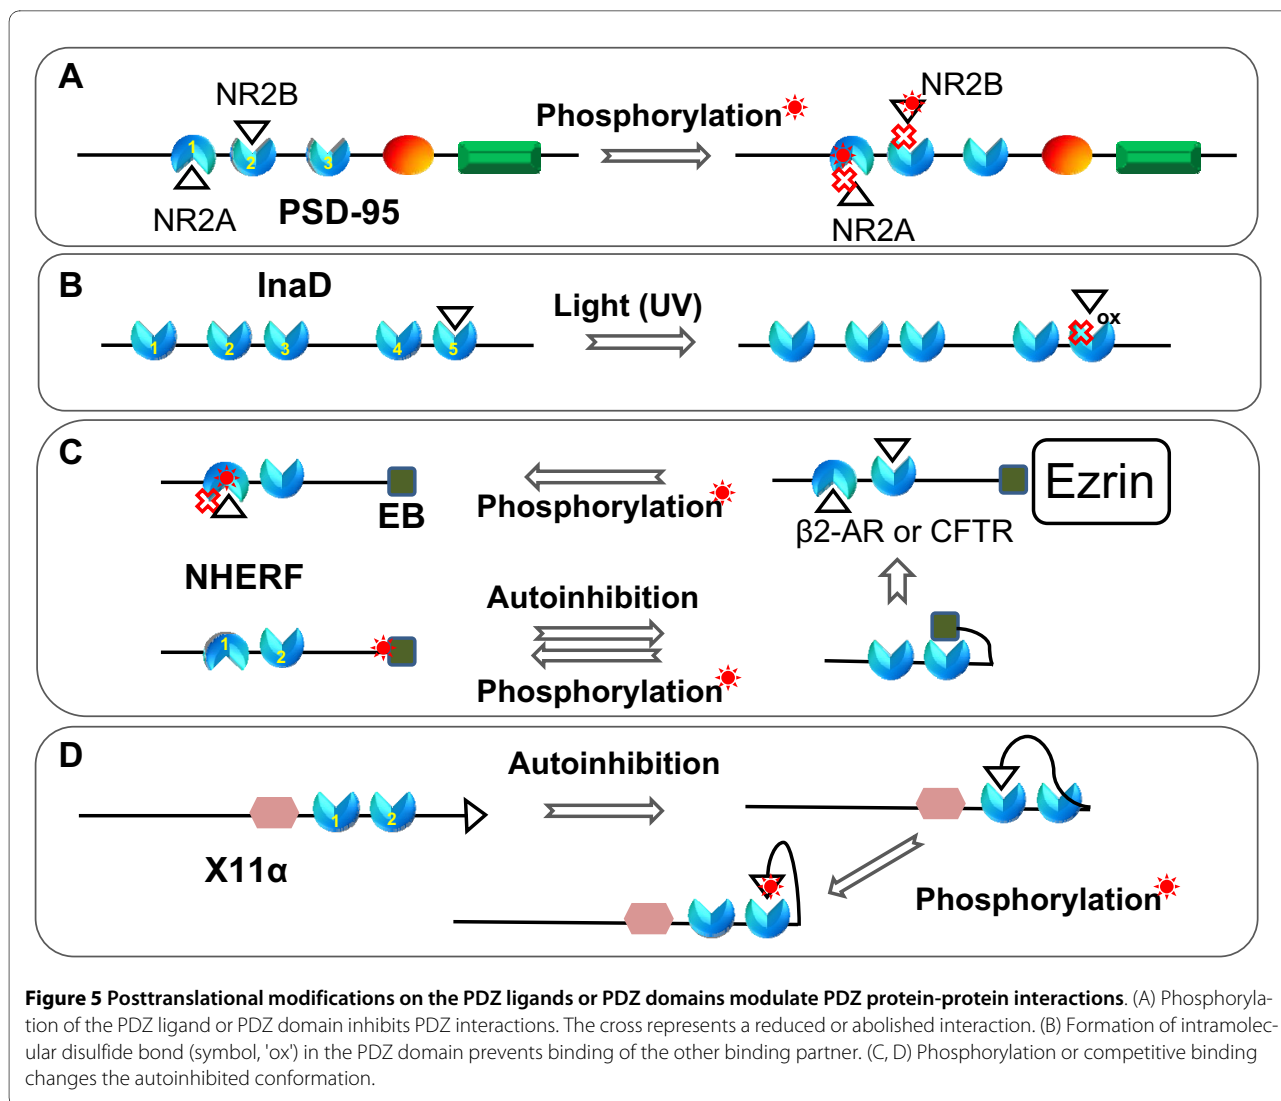 A
NR2B
1
2
3
NR2A
PSD-95
Phosphorylation
NR2B
NR2A
B
InaD
1
2
3
4
5
Light (UV)
ox
C
EB
Phosphorylation
β2-AR or CFTR
Ezrin
NHERF
1
2
Autoinhibition
Phosphorylation
D
1
2
X11α
Autoinhibition
Phosphorylation
Figure 5 Posttranslational modifications on the PDZ ligands or PDZ domains modulate PDZ protein-protein interactions. (A) Phosphoryla-
tion of the PDZ ligand or PDZ domain inhibits PDZ interactions. The cross represents a reduced or abolished interaction. (B) Formation of intramolec-
ular disulfide bond (symbol, 'ox') in the PDZ domain prevents binding of the other binding partner. (C, D) Phosphorylation or competitive binding
changes the autoinhibited conformation.